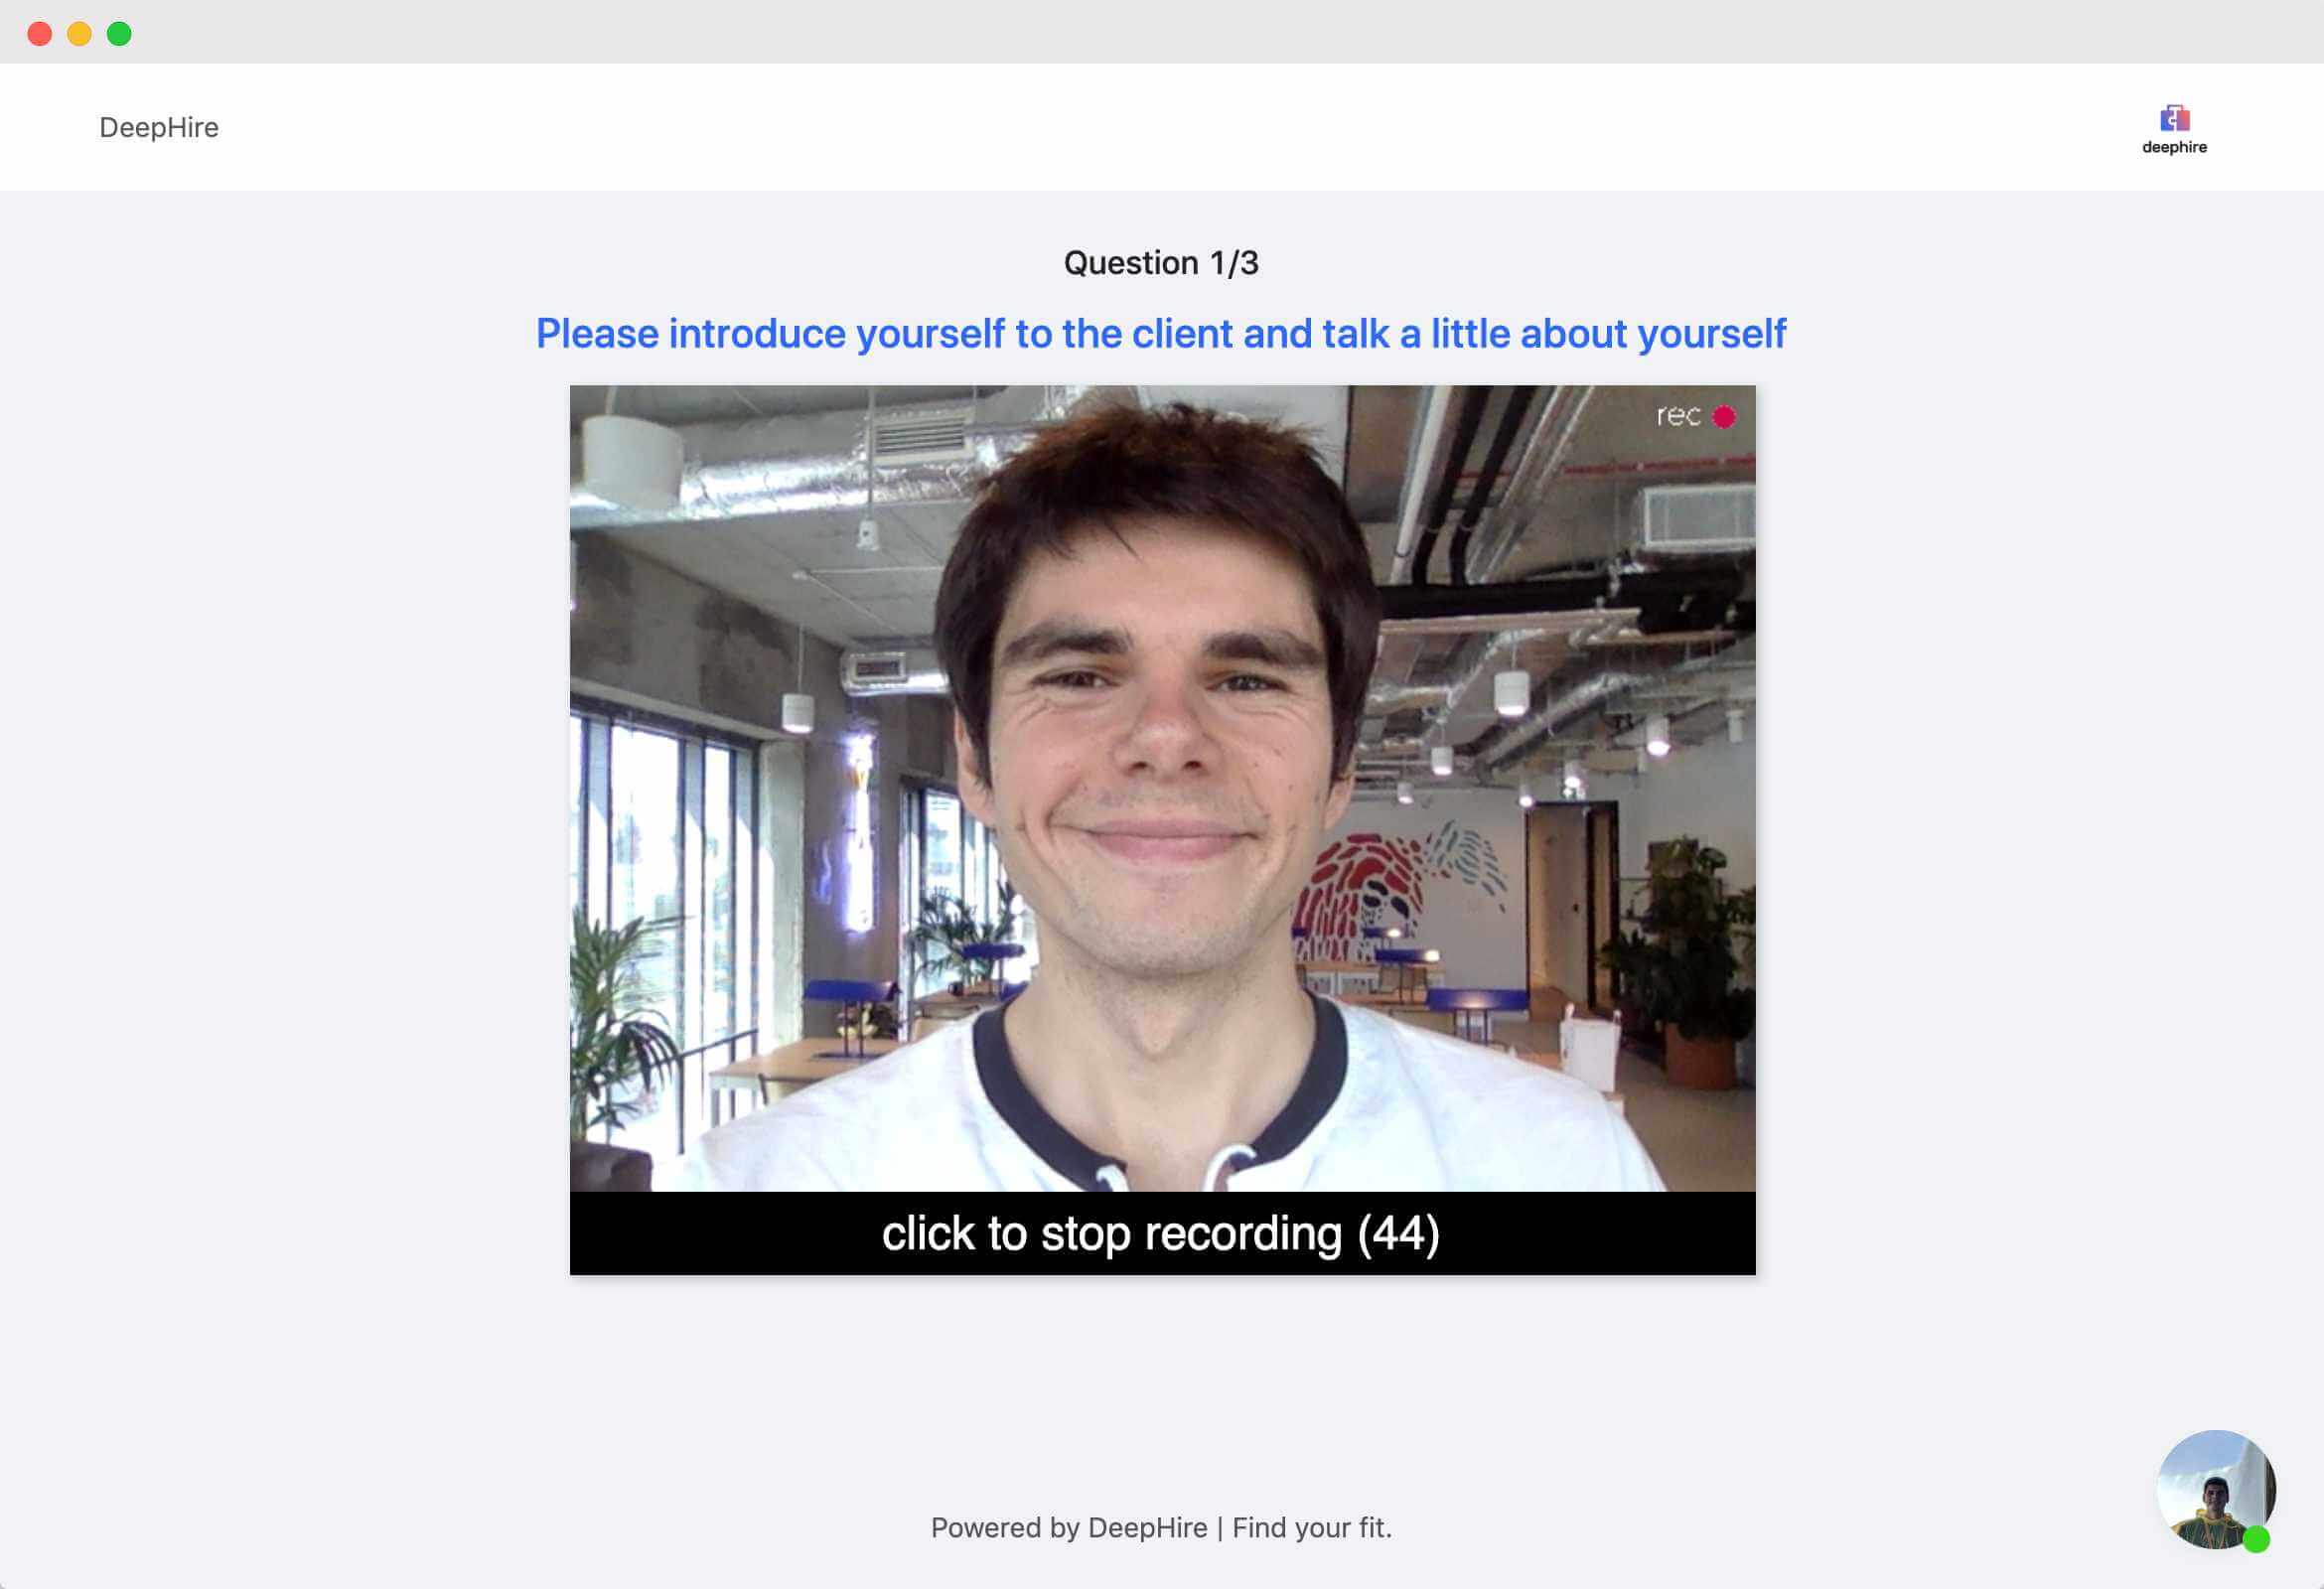 DeepHire
deephire
Question 1/3
Please introduce yourself to the client and talk a little about yourself
rec
click to stop recording (44)
Powered by DeepHire | Find your fit.